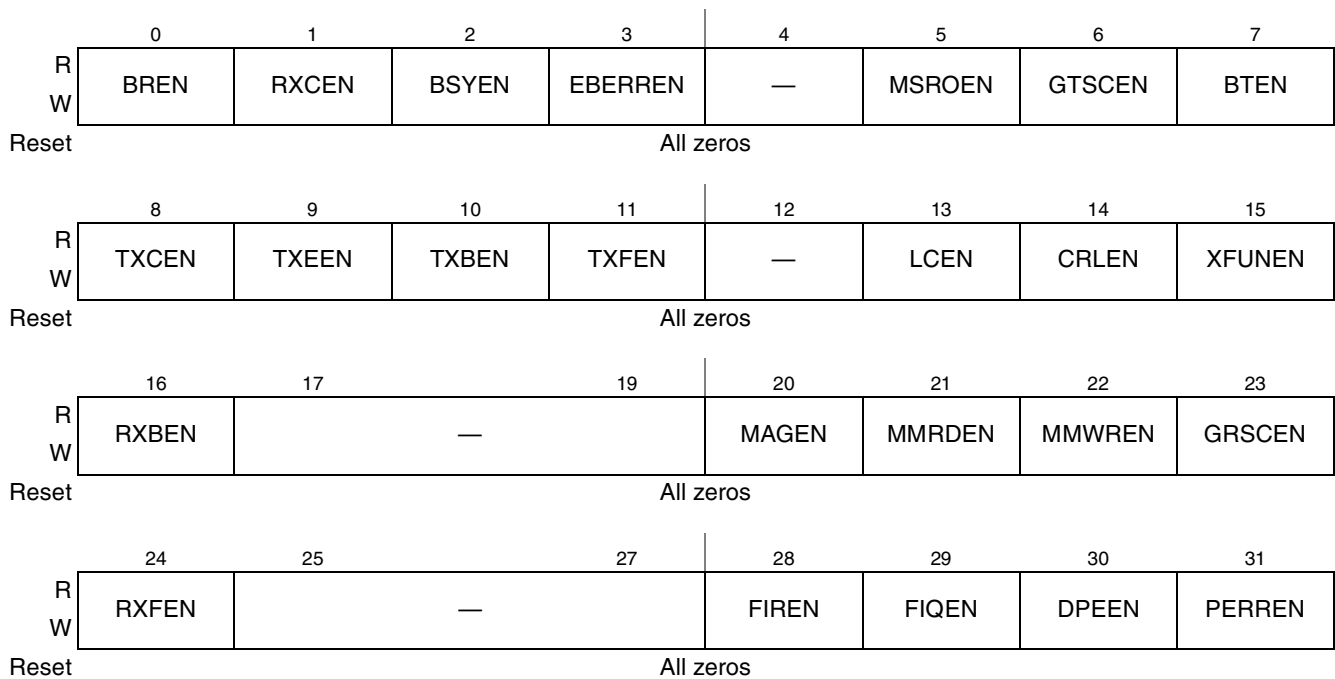 0 1 2 3 4 5 6 7
R
BREN RXCEN BSYEN EBERREN — MSROEN GTSCEN BTEN
W
Reset All zeros
8 9 10 11 12 13 14 15
R
TXCEN TXEEN TXBEN TXFEN — LCEN CRLEN XFUNEN
W
Reset All zeros
16 17 19 20 21 22 23
R
RXBEN — MAGEN MMRDEN MMWREN GRSCEN
W
Reset All zeros
24 25 27 28 29 30 31
R
RXFEN — FIREN FIQEN DPEEN PERREN
W
Reset All zeros